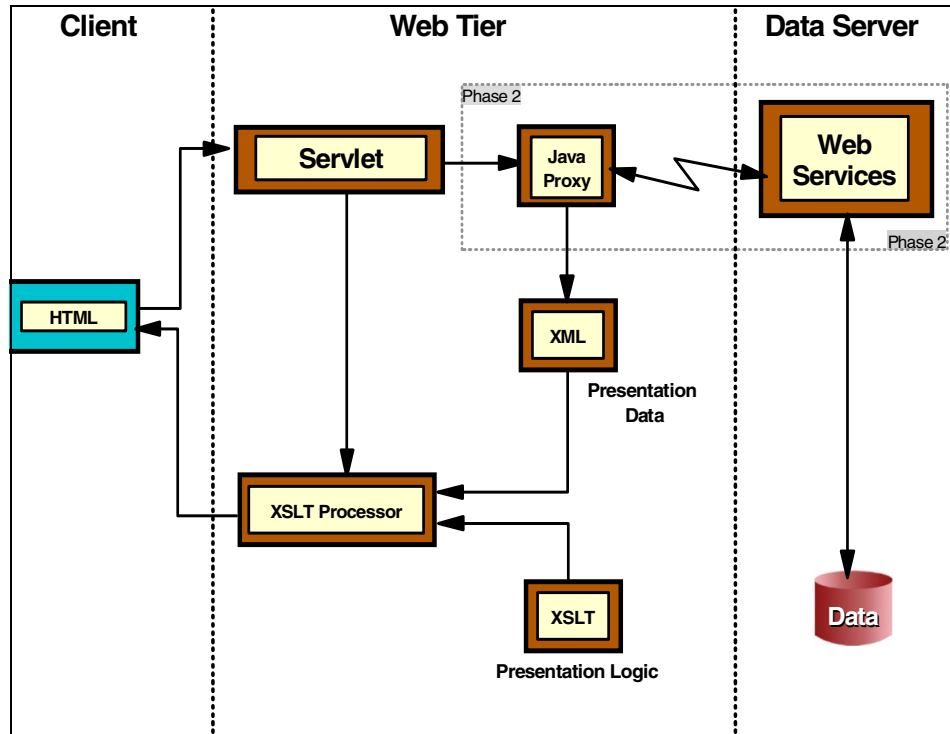 Client
Web Tier
Data Server
Phase 2
Servlet
Java
Proxy
Web
Services
Phase 2
HTML
XML
Presentation
Data
XSLT Processor
XSLT
Data
Presentation Logic